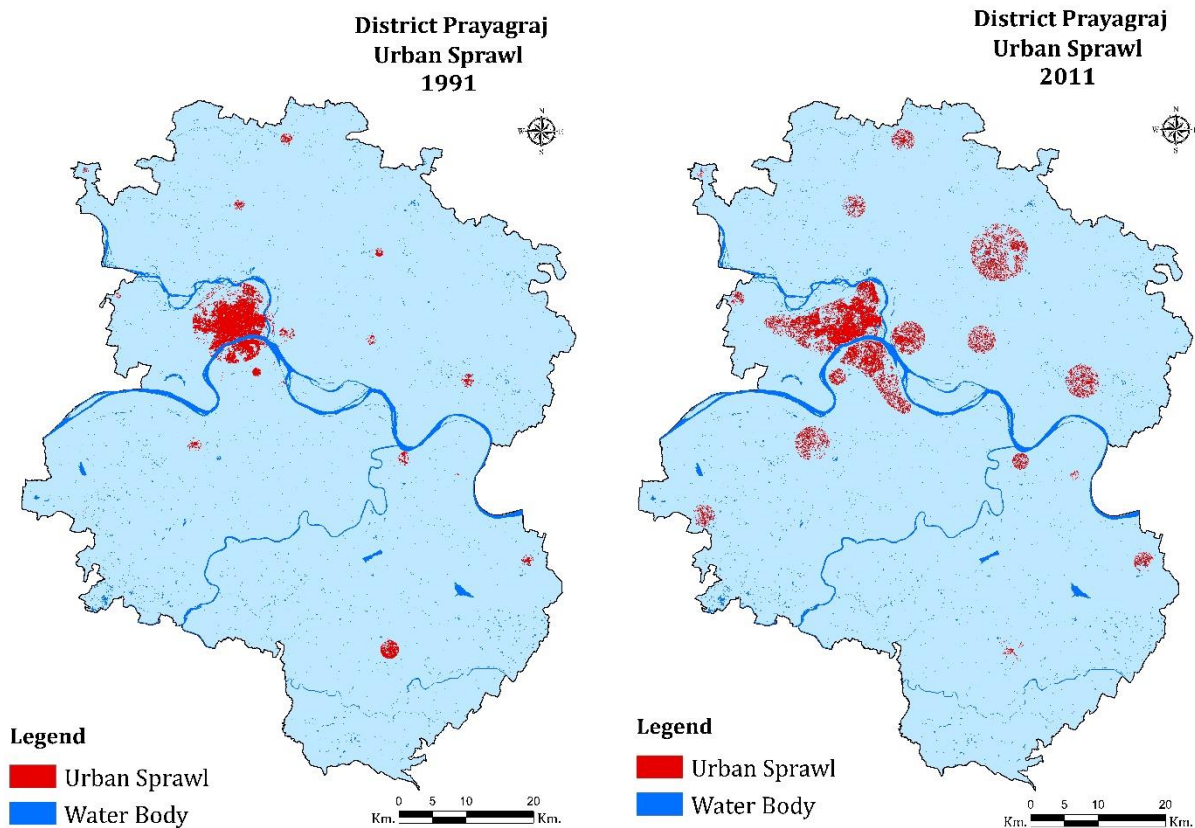 District Prayagraj
Urban Sprawl
1991
N
W E
S
Legend
Urban Sprawl
Water Body
0 5 10 20
Km. Km.
District Prayagraj
Urban Sprawl
2011
N
W E
S
Legend
Urban Sprawl
Water Body
0 5 10 20
Km. Km.